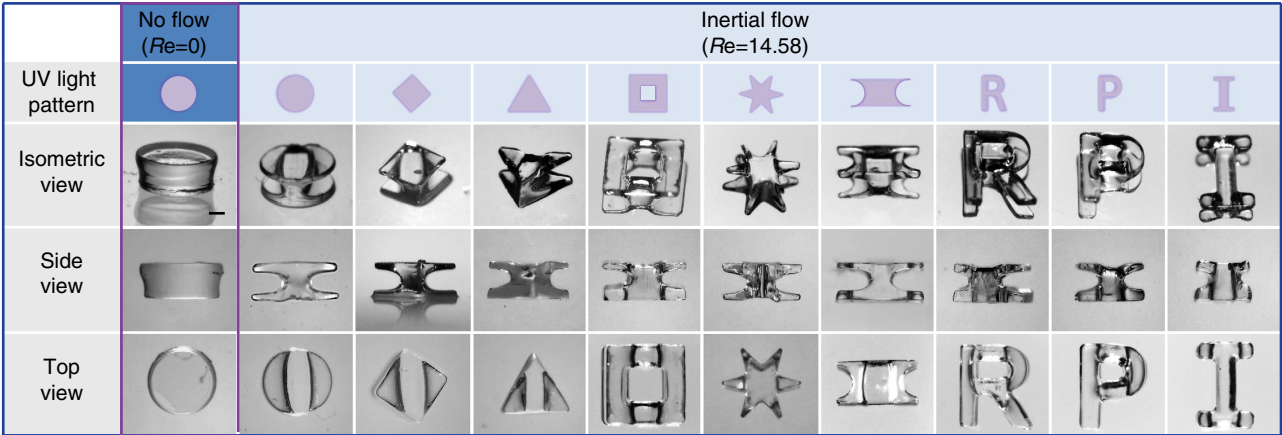 No flow
(Re=0)
Inertial flow
(Re=14.58)
UV light
pattern
R P I
Isometric
view
Side
view
Top
view